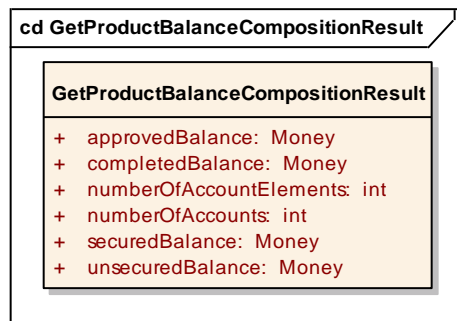 cd GetProductBalanceCompositionResult
GetProductBalanceCompositionResult
+ approvedBalance: Money
+ completedBalance: Money
+ numberOfAccountElements: int
+ numberOfAccounts: int
+ securedBalance: Money
+ unsecuredBalance: Money